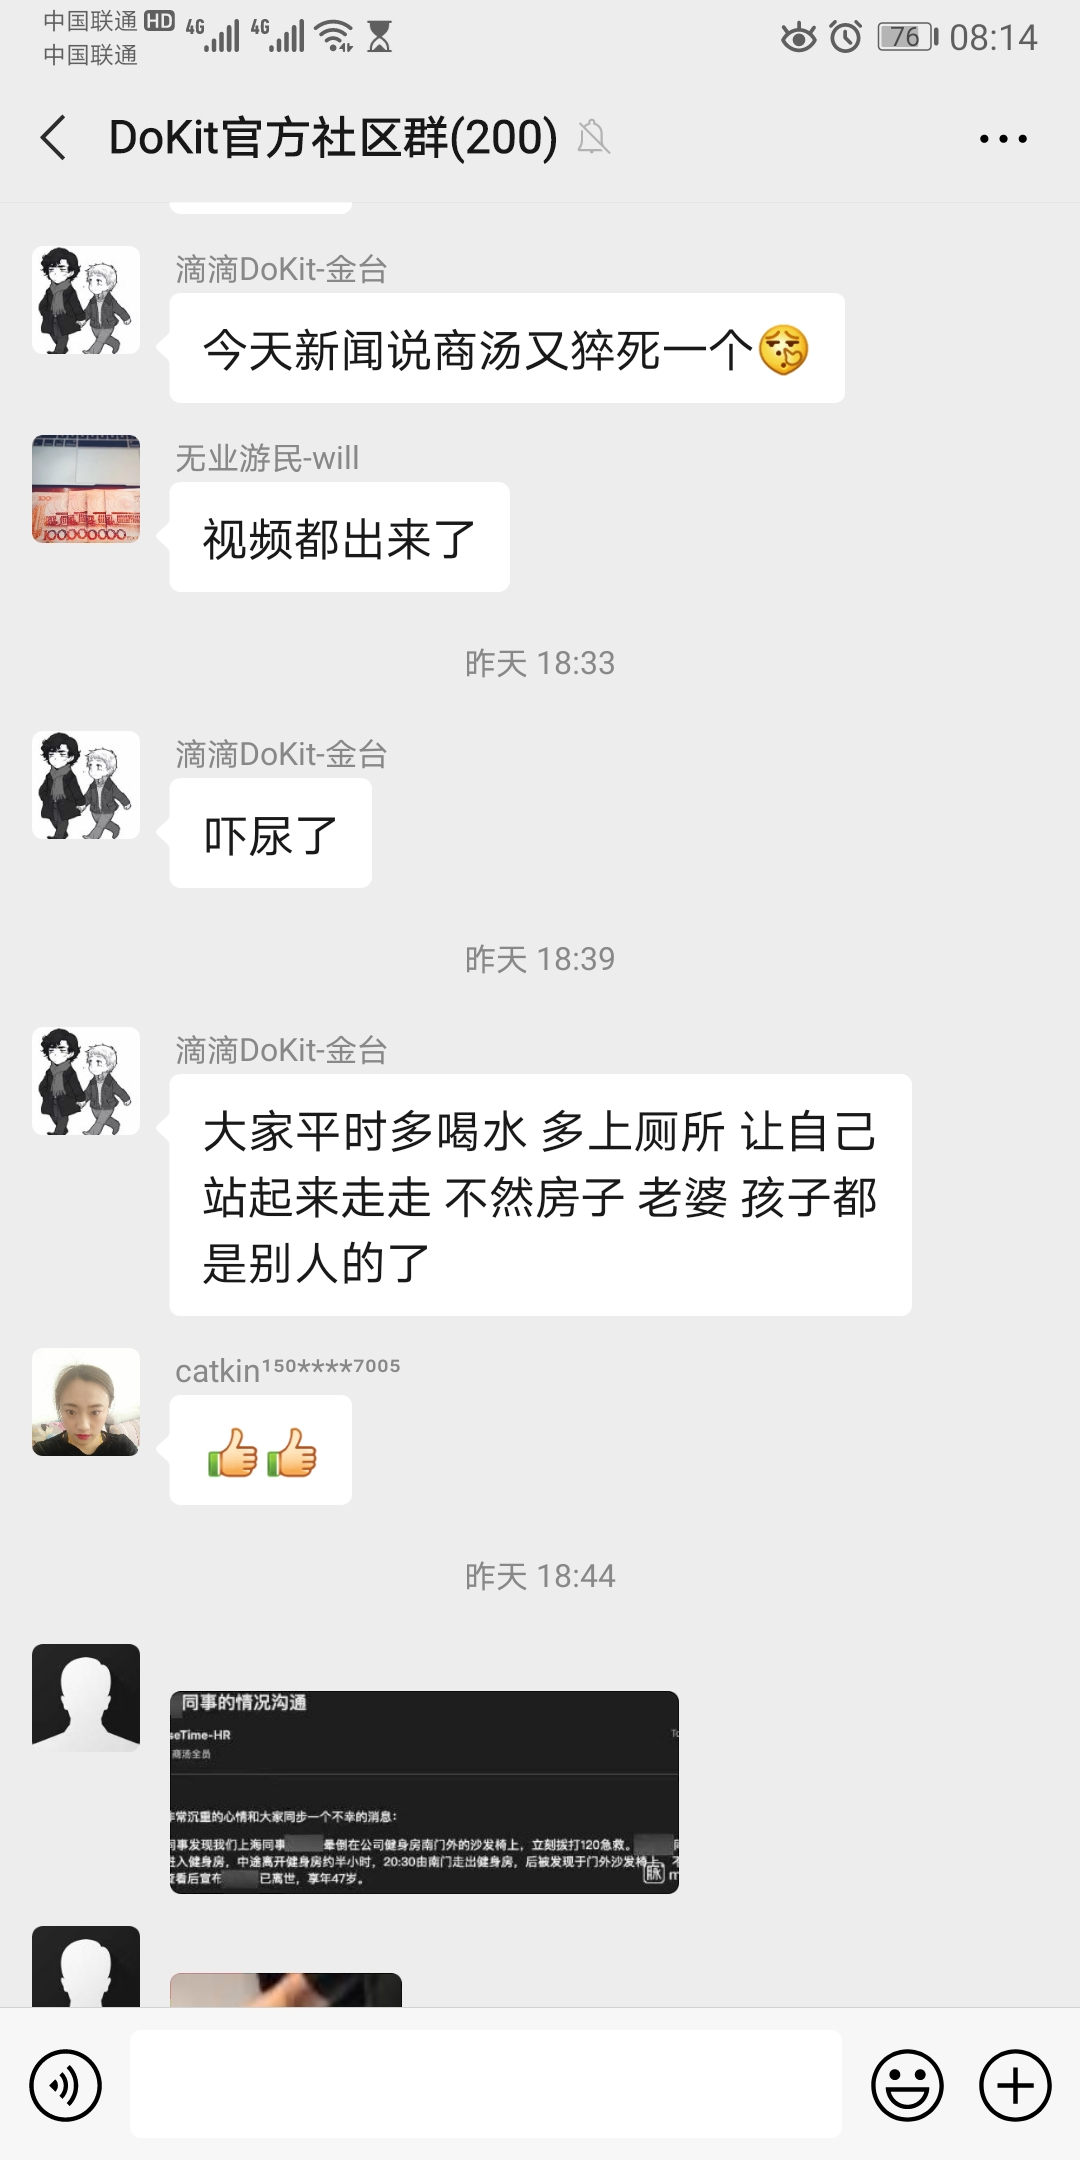 中国联通 HD 4G 4G 76 08:14
中国联通
DoKit官方社区群(200)
滴滴DoKit-金台
今天新闻说商汤又猝死一个
无业游民-will
视频都出来了
昨天 18:33
滴滴DoKit-金台
吓尿了
昨天 18:39
滴滴DoKit-金台
大家平时多喝水 多上厕所 让自己
站起来走走 不然房子 老婆 孩子都
是别人的了
catkin¹⁵⁰****⁷⁰⁰⁵
昨天 18:44
同事的情况沟通
seTime-HR
商汤全员
常沉重的心情和大家同步一个不幸的消息：
同事发现我们上海同事 晕倒在公司健身房南门外的沙发椅上，立刻拨打120急救。
进入健身房，中途离开健身房约半小时，20:30由南门走出健身房，后被发现于门外沙发椅上，不
查看后宣布 已离世，享年47岁。
脉